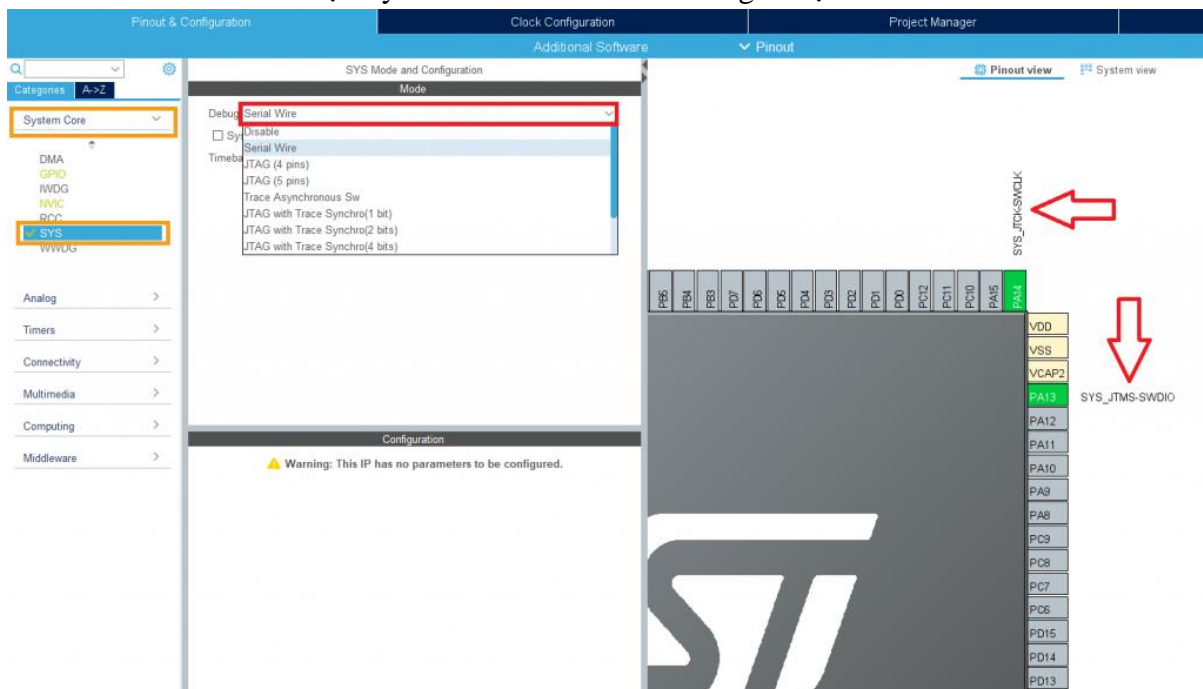 Pinout & Configuration
Clock Configuration
Project Manager
Additional Software
Pinout
Categories
A->Z
System Core
DMA
GPIO
IWDG
NVIC
RCC
SYS
WWDG
Analog
Timers
Connectivity
Multimedia
Computing
Middleware
SYS Mode and Configuration
Mode
Debug Serial Wire
Disable
Serial Wire
JTAG (4 pins)
JTAG (5 pins)
Trace Asynchronous Sw
JTAG with Trace Synchro(1 bit)
JTAG with Trace Synchro(2 bits)
JTAG with Trace Synchro(4 bits)
Configuration
Warning: This IP has no parameters to be configured.
Pinout view
System view
SYS_JTCK-SWCLK
PB5
PB4
PB3
PD7
PD6
PD5
PD4
PD3
PD2
PD1
PD0
PC12
PC11
PC10
PA15
PA14
VDD
VSS
VCAP2
PA13
SYS_JTMS-SWDIO
PA12
PA11
PA10
PA9
PA8
PC9
PC8
PC7
PC6
PD15
PD14
PD13